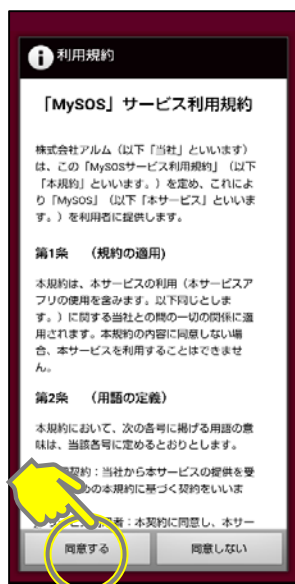 利用規約
「MySOS」サービス利用規約
株式会社アルム（以下「当社」といいます）
は、この「MySOSサービス利用規約」（以下
「本規約」といいます。）を定め、これによ
り「MySOS」（以下「本サービス」といいま
す。）を利用者に提供します。
第1条　（規約の適用)
本規約は、本サービスの利用（本サービスア
プリの使用を含みます。以下同じとしま
す。）に関する当社との間の一切の関係に適
用されます。本規約の内容に同意しない場
合、本サービスを利用することはできませ
ん。
第2条　（用語の定義）
本規約において、次の各号に掲げる用語の意
味は、当該各号に定めるとおりとします。
契約：当社から本サービスの提供を受
めの本規約に基づく契約をいいま
者：本契約に同意し、本サー
同意する
同意しない